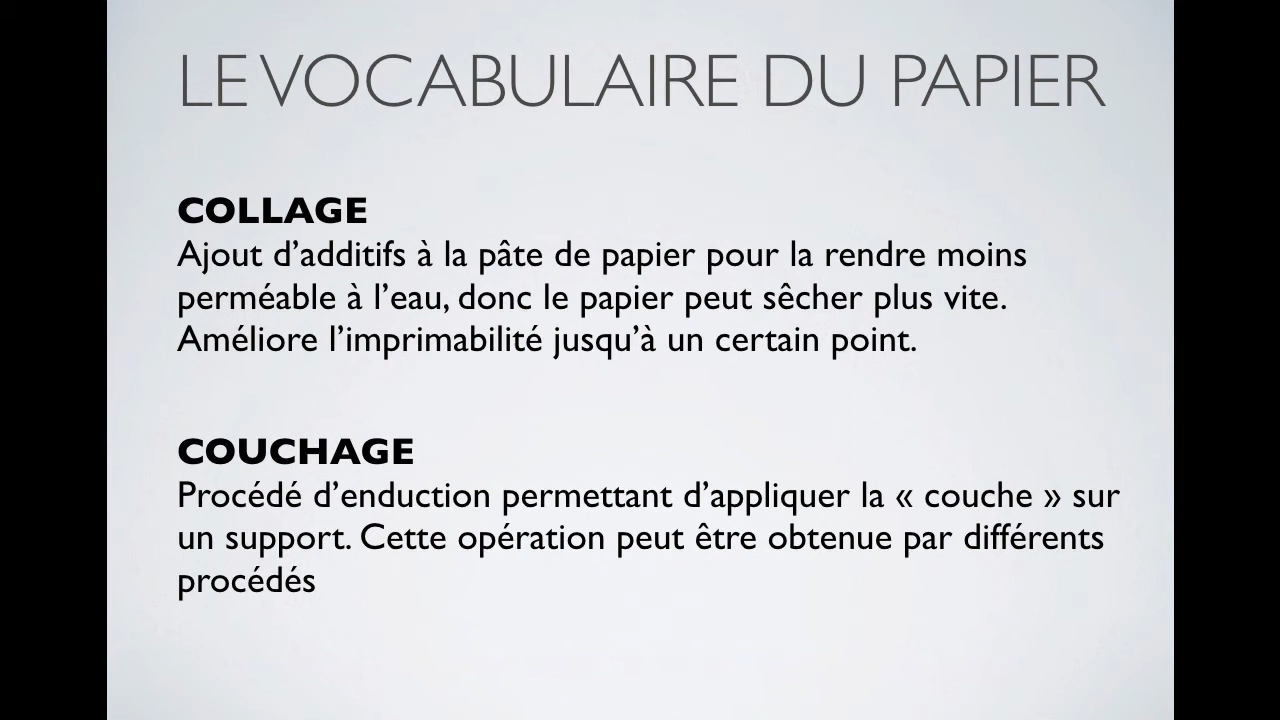 LE VOCABULAIRE DU PAPIER
COLLAGE
Ajout d’additifs à la pâte de papier pour la rendre moins
perméable à l’eau, donc le papier peut sêcher plus vite.
Améliore l’imprimabilité jusqu’à un certain point.
COUCHAGE
Procédé d’enduction permettant d’appliquer la « couche » sur
un support. Cette opération peut être obtenue par différents
procédés